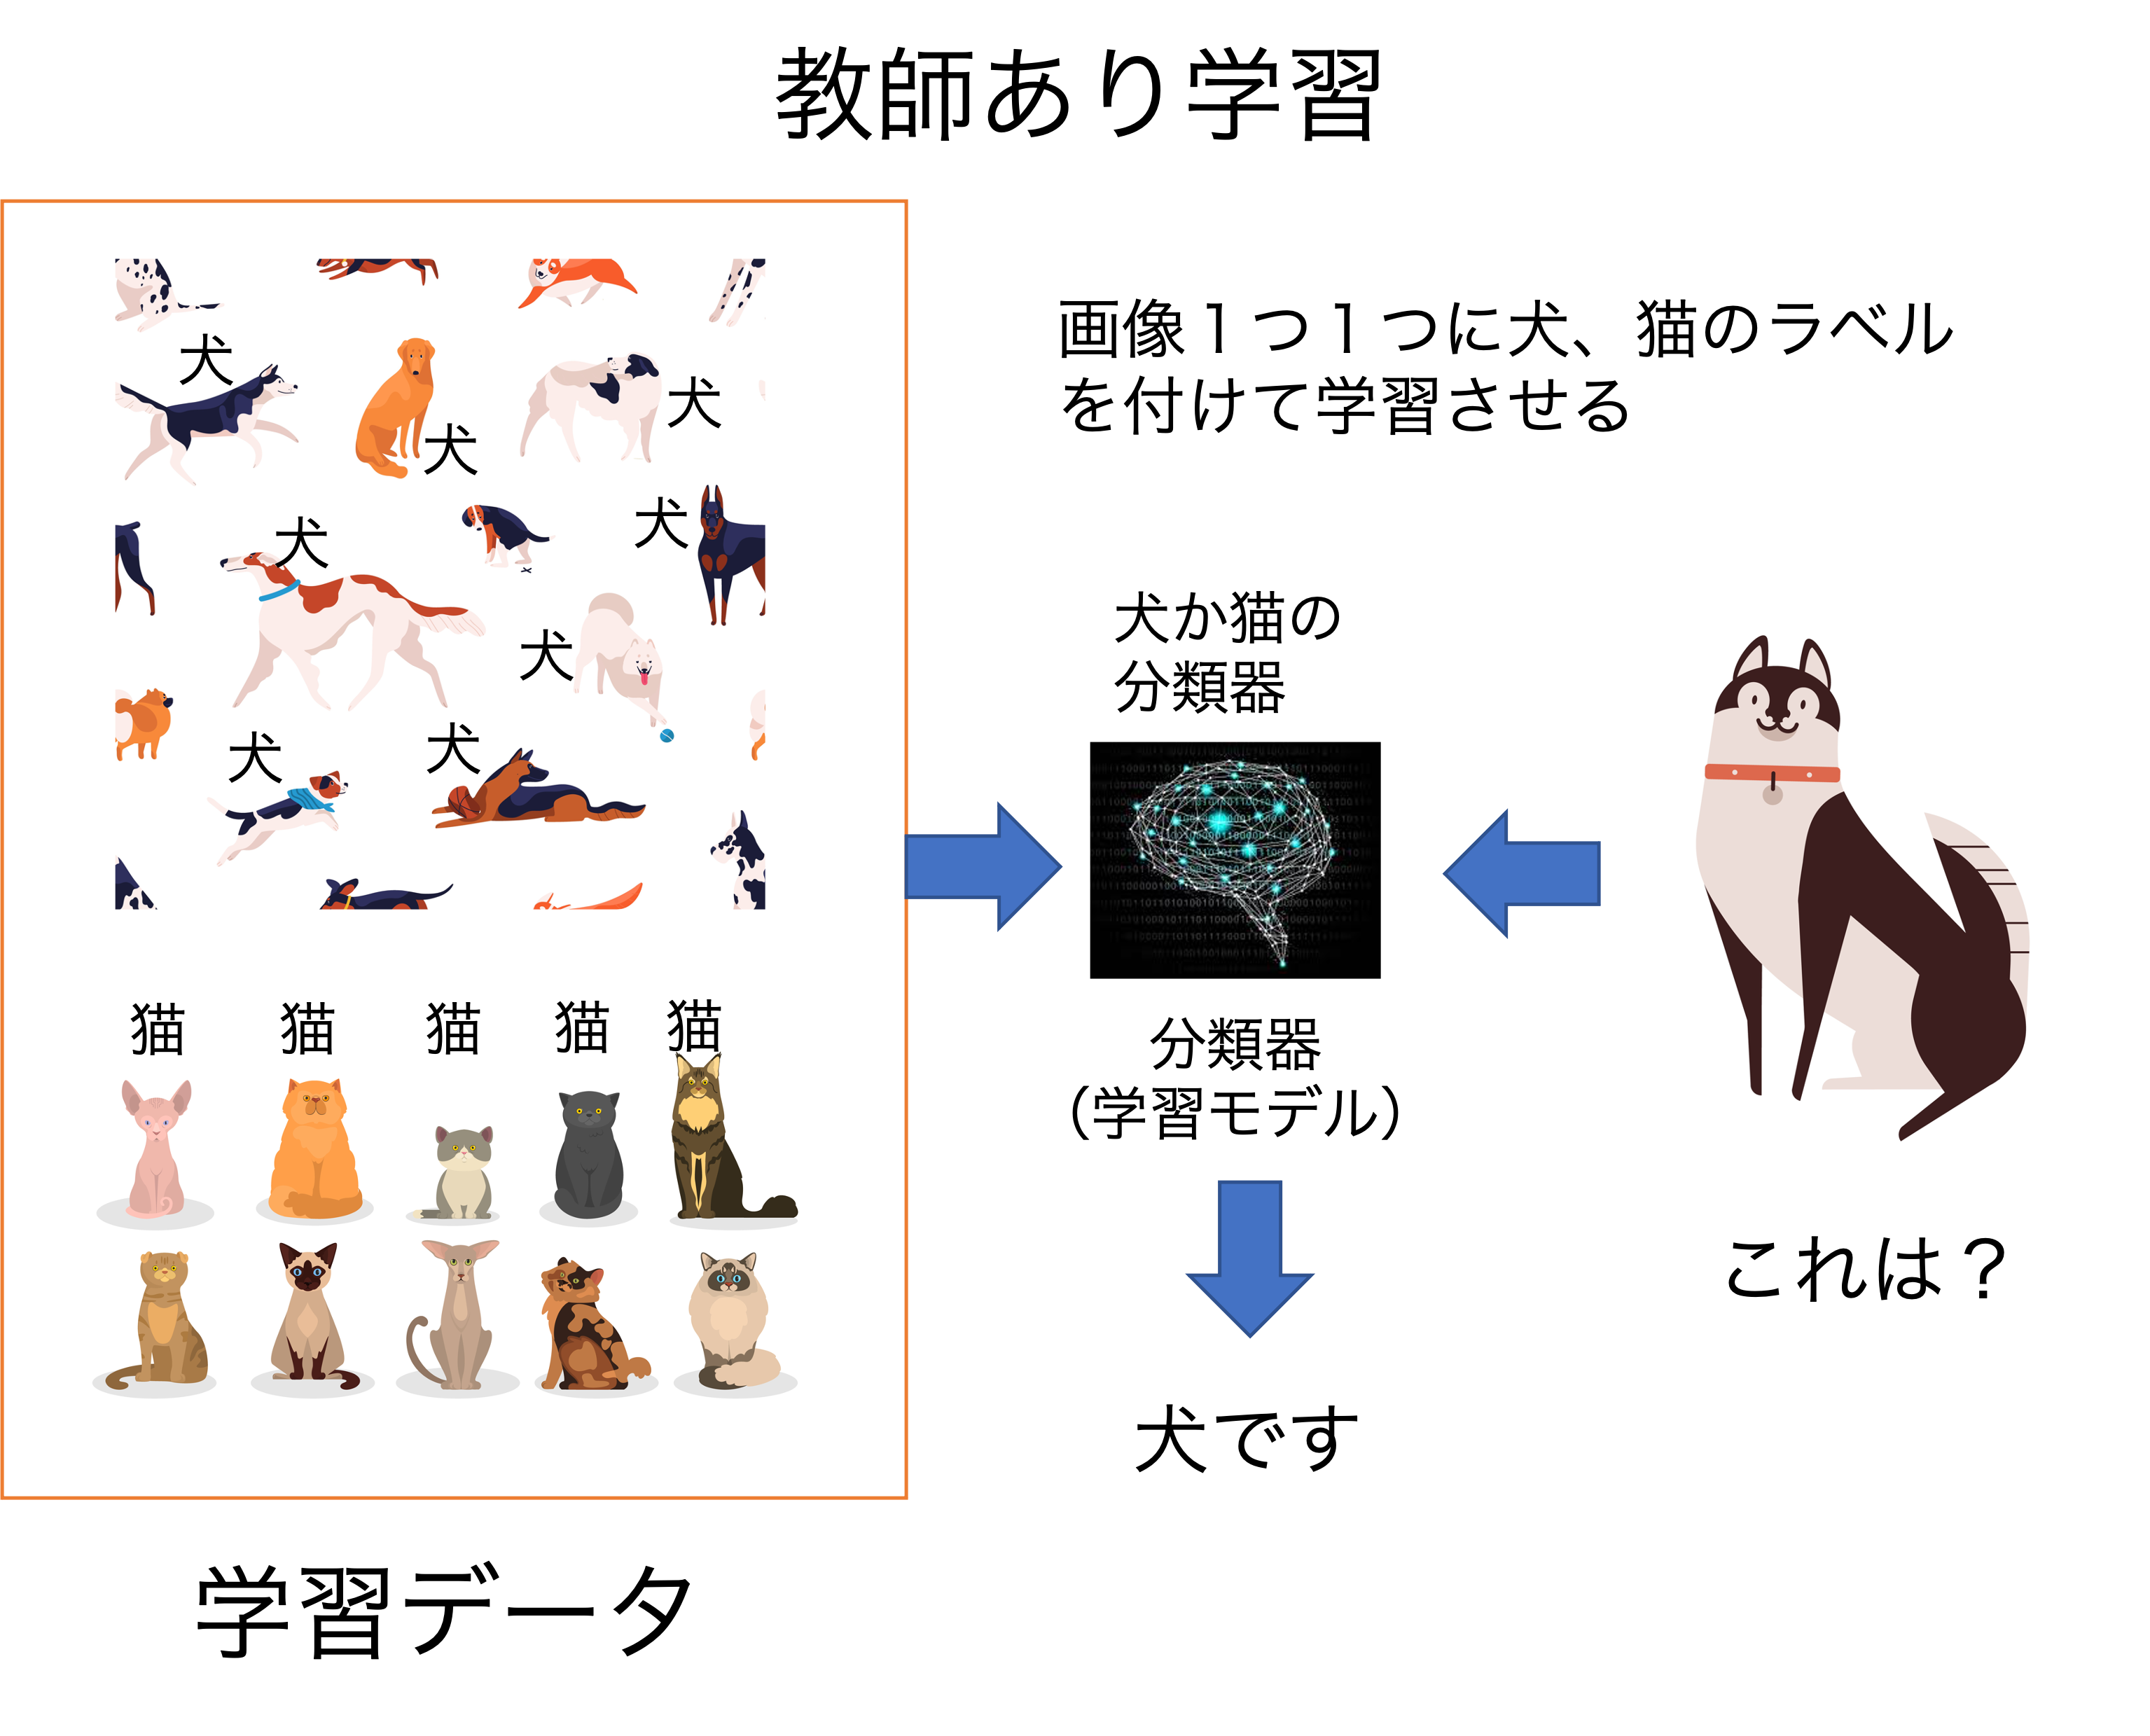 教師あり学習
画像１つ１つに犬、猫のラベル
を付けて学習させる
犬
犬
犬
犬
犬
犬
犬
犬
猫
猫
猫
猫
猫
学習データ
犬か猫の
分類器
分類器
（学習モデル）
犬です
これは？